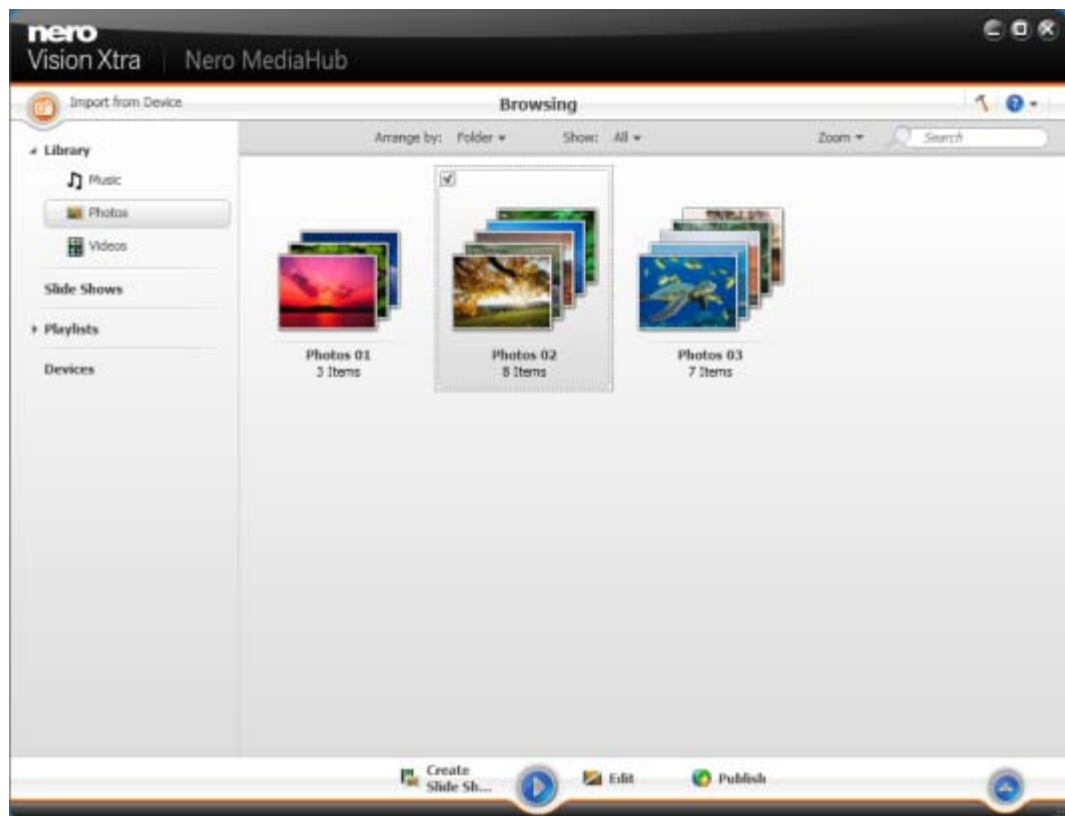 nero
Vision Xtra | Nero MediaHub
Import from Device
Browsing
Arrange by: Folder
Show: All
Zoom
Search
Library
Music
Photos
Videos
Slide Shows
Playlists
Devices
Photos 01
3 Items
Photos 02
8 Items
Photos 03
7 Items
Create
Slide Sh...
Edit
Publish